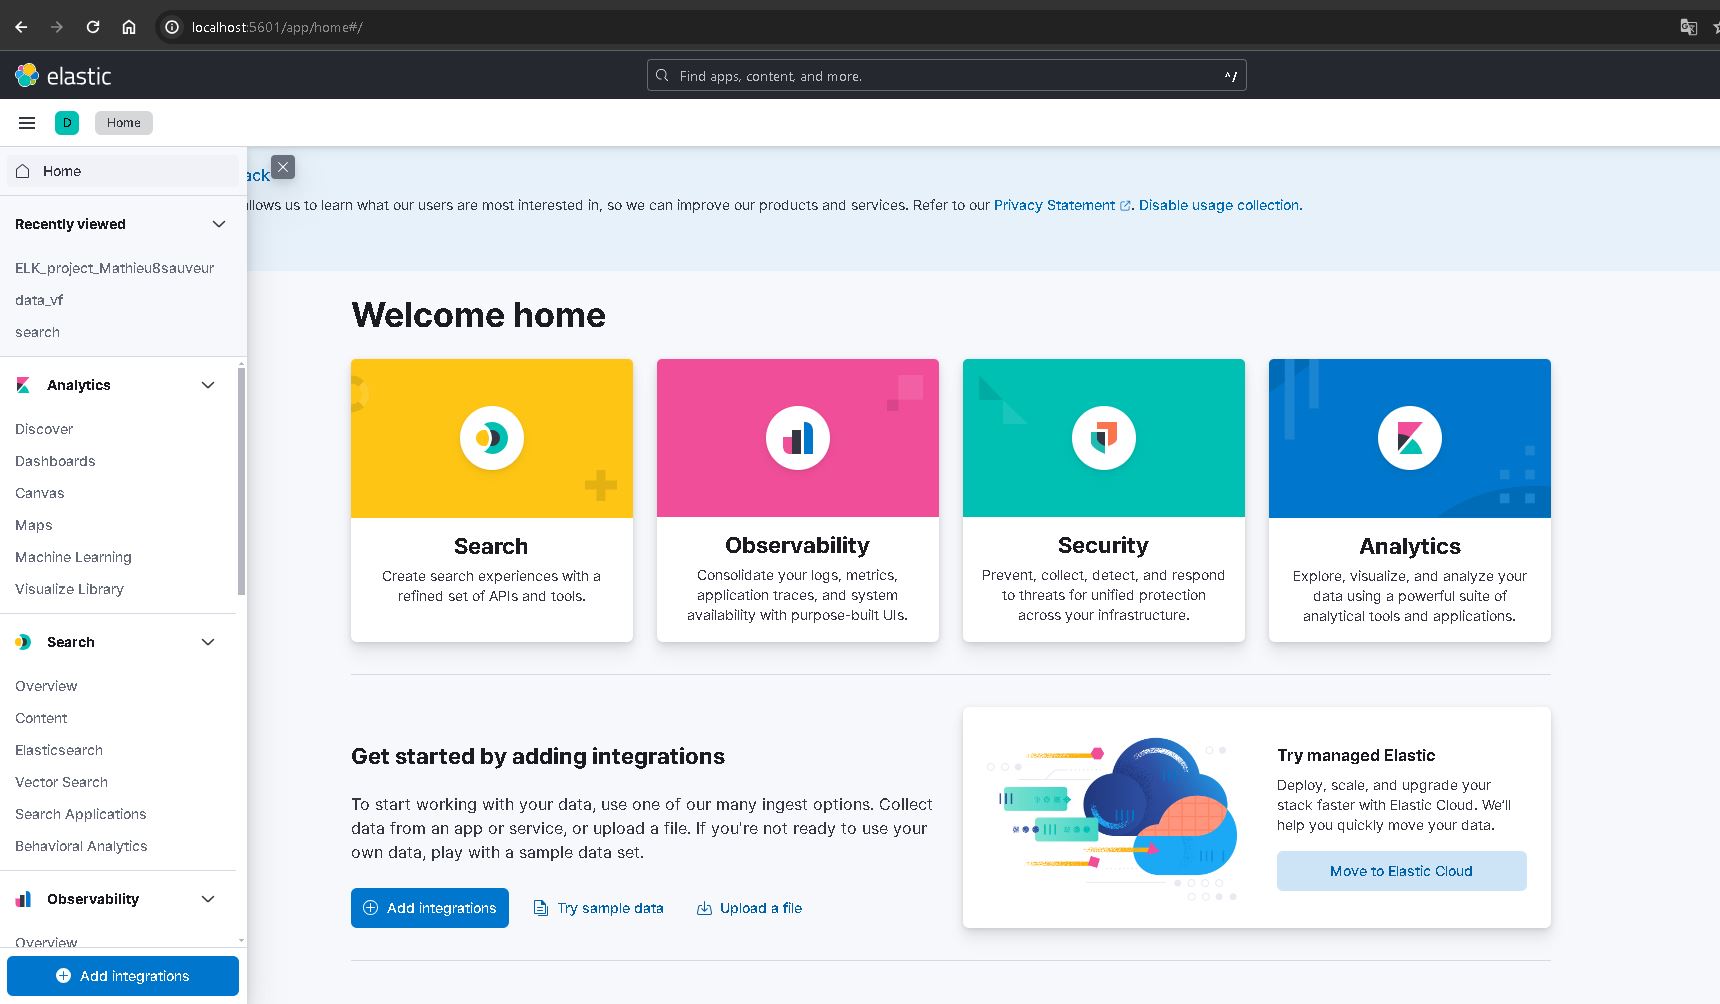 localhost:5601/app/home#/
elastic
Find apps, content, and more.
^/
D
Home
Home
ack
llows us to learn what our users are most interested in, so we can improve our products and services. Refer to our Privacy Statement. Disable usage collection.
Recently viewed
ELK_project_Mathieu8sauveur
data_vf
search
Analytics
Discover
Dashboards
Canvas
Maps
Machine Learning
Visualize Library
Search
Overview
Content
Elasticsearch
Vector Search
Search Applications
Behavioral Analytics
Observability
Overview
Add integrations
Welcome home
Search
Create search experiences with a
refined set of APIs and tools.
Observability
Consolidate your logs, metrics,
application traces, and system
availability with purpose-built UIs.
Security
Prevent, collect, detect, and respond
to threats for unified protection
across your infrastructure.
Analytics
Explore, visualize, and analyze your
data using a powerful suite of
analytical tools and applications.
Get started by adding integrations
To start working with your data, use one of our many ingest options. Collect
data from an app or service, or upload a file. If you're not ready to use your
own data, play with a sample data set.
Add integrations
Try sample data
Upload a file
Try managed Elastic
Deploy, scale, and upgrade your
stack faster with Elastic Cloud. We'll
help you quickly move your data.
Move to Elastic Cloud